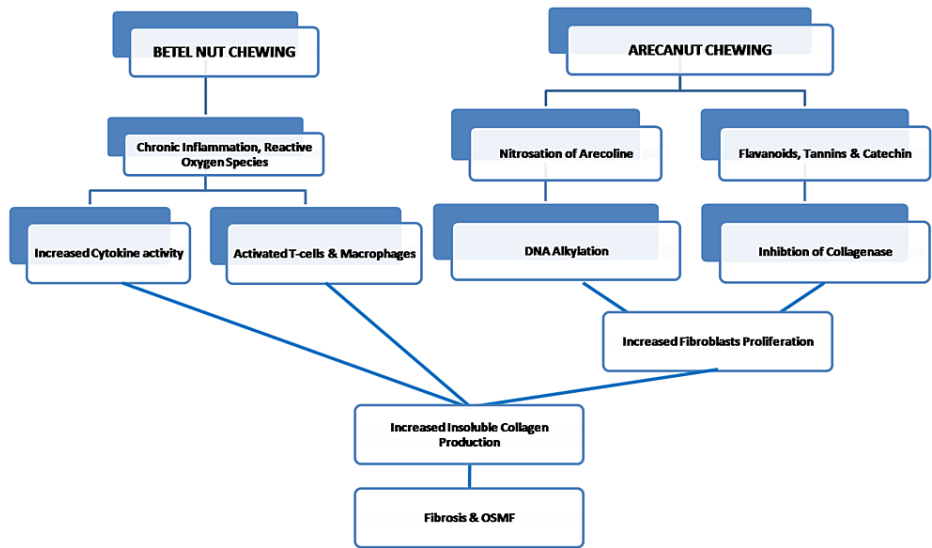 BETEL NUT CHEWING
ARECANUT CHEWING
Chronic Inflammation, Reactive
Oxygen Species
Nitrosation of Arecoline
Flavanoids, Tannins & Catechin
Increased Cytokine activity
Activated T-cells & Macrophages
DNA Alkylation
Inhibtion of Collagenase
Increased Fibroblasts Proliferation
Increased Insoluble Collagen
Production
Fibrosis & OSMF